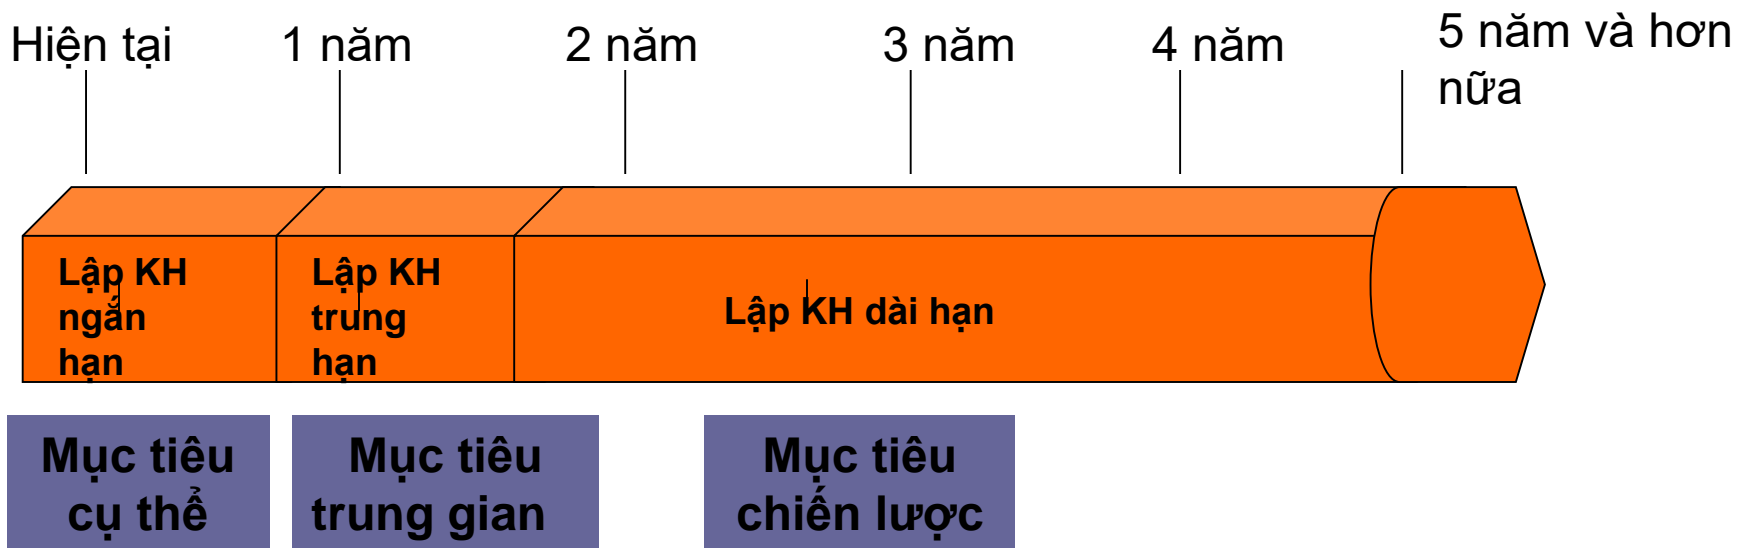 Hiện tại
1 năm
2 năm
3 năm
4 năm
5 năm và hơn
nữa
Lập KH
ngắn
hạn
Lập KH
trung
hạn
Lập KH dài hạn
Mục tiêu
cụ thể
Mục tiêu
trung gian
Mục tiêu
chiến lược